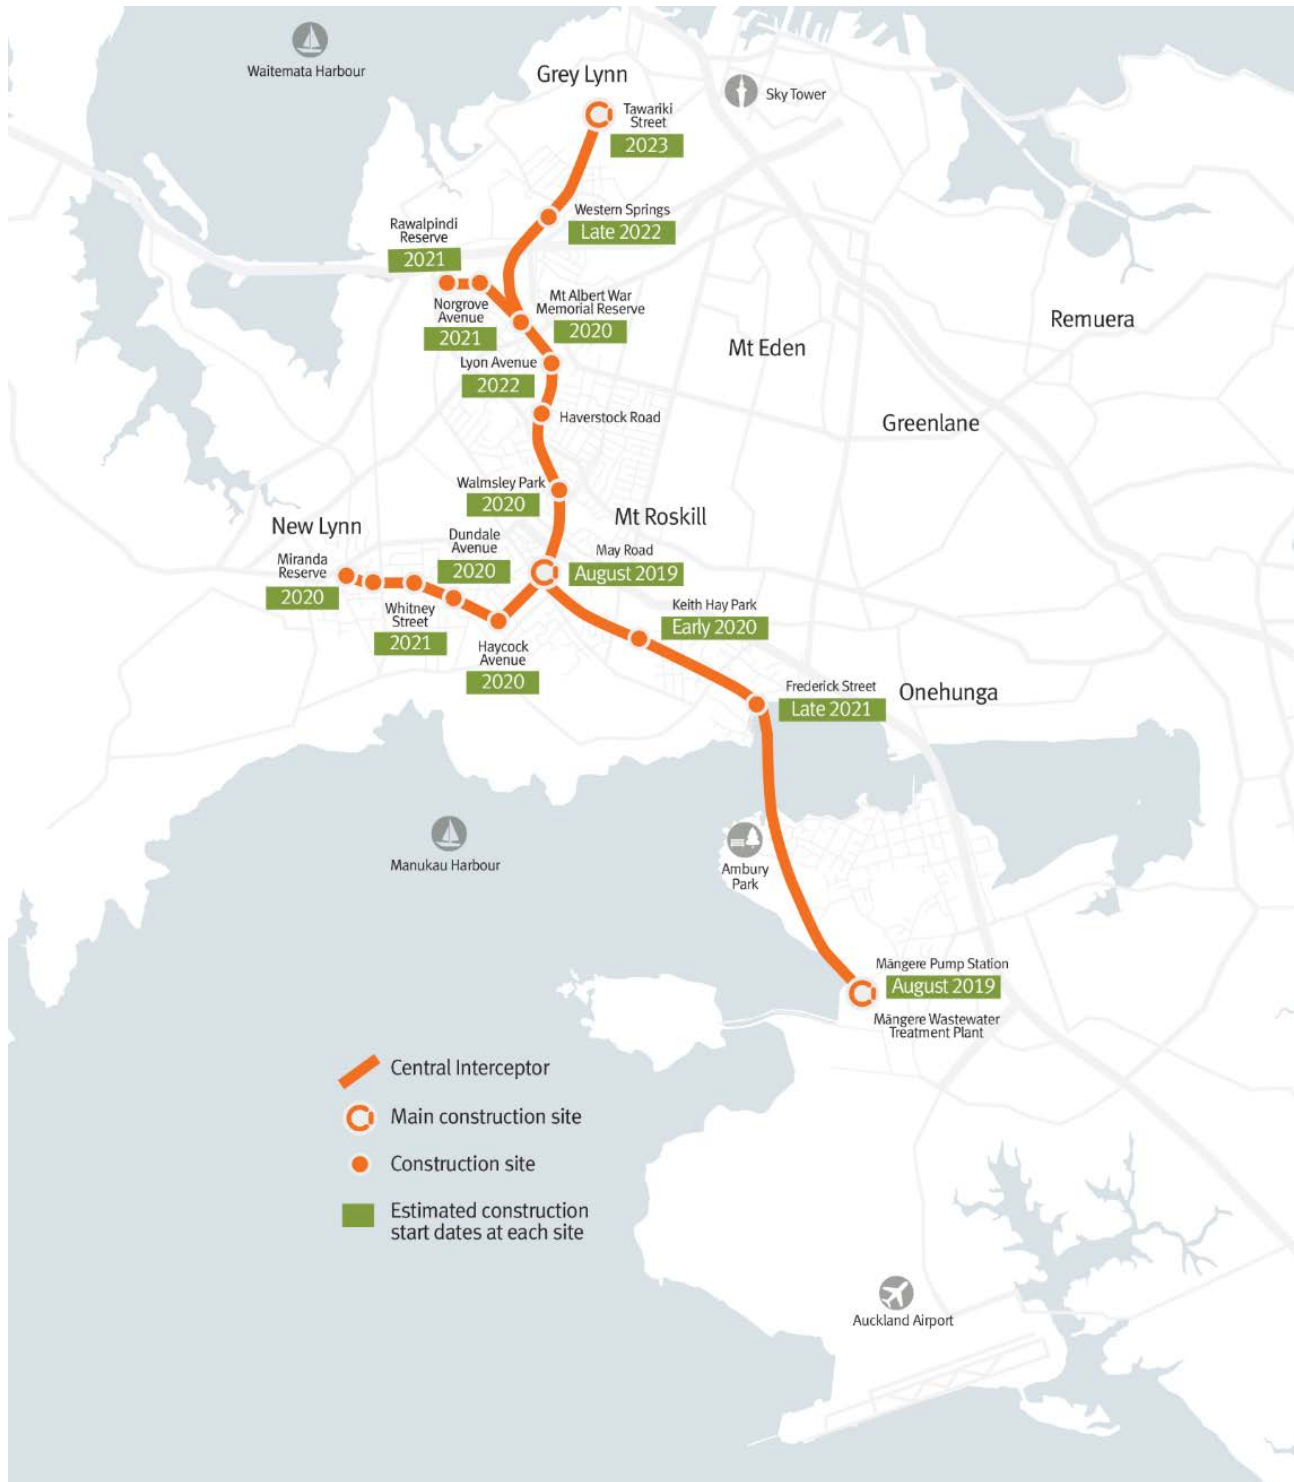 Waitemata Harbour
Grey Lynn
Sky Tower
Tawariki
Street
2023
Western Springs
Late 2022
Rawalpindi
Reserve
2021
Norgrove
Avenue
2021
Mt Albert War
Memorial Reserve
2020
Remuera
Mt Eden
Lyon Avenue
2022
Haverstock Road
Greenlane
Walmsley Park
2020
Mt Roskill
New Lynn
Dundale
Avenue
2020
May Road
August 2019
Miranda
Reserve
2020
Whitney
Street
2021
Keith Hay Park
Early 2020
Haycock
Avenue
2020
Frederick Street
Late 2021
Onehunga
Manukau Harbour
Ambury
Park
Māngere Pump Station
August 2019
Māngere Wastewater
Treatment Plant
Central Interceptor
Main construction site
Construction site
Estimated construction
start dates at each site
Auckland Airport